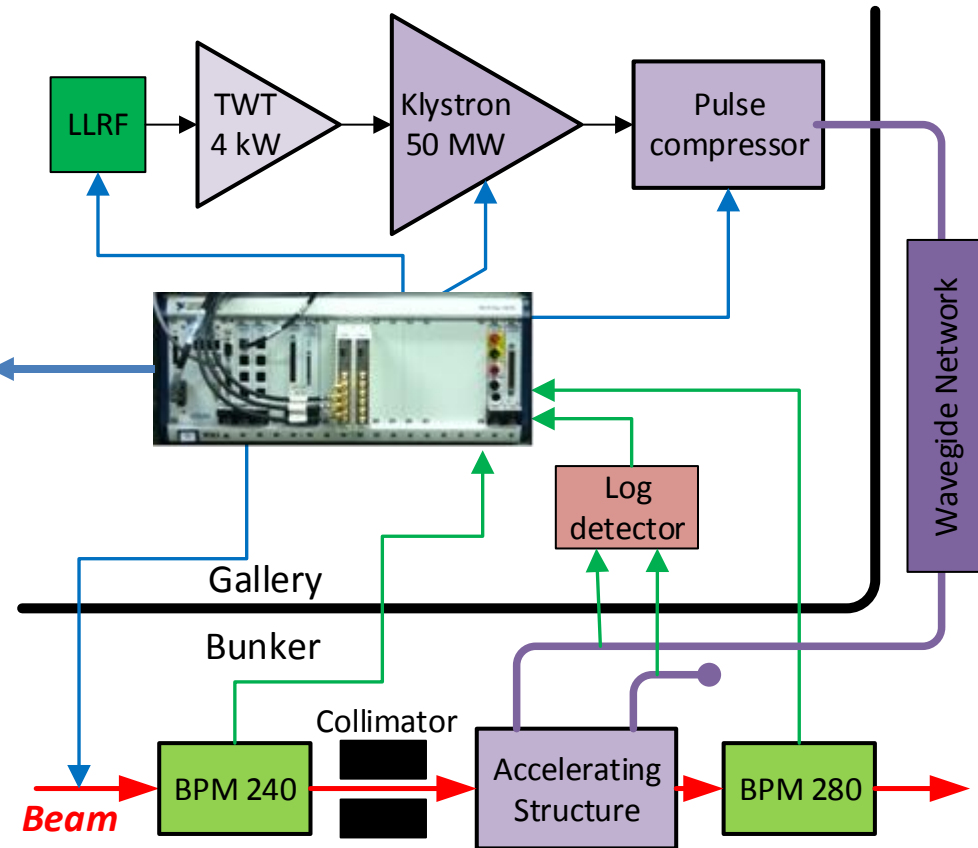 LLRF
TWT
4 kW
Klystron
50 MW
Pulse
compressor
Wavegide Network
Log
detector
Gallery
Bunker
Collimator
BPM 240
Accelerating
Structure
BPM 280
Beam